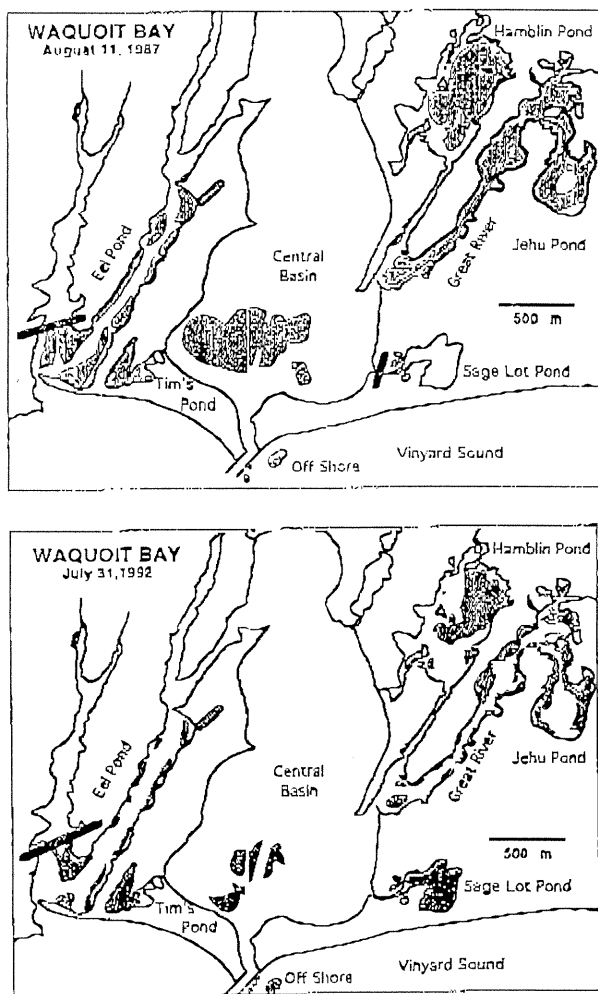 WAQUOIT BAY
August 11, 1987
Hamblin Pond
Eel Pond
Central
Basin
Great River
Jehu Pond
500 m
Tim's
Pond
Sage Lot Pond
Off Shore
Vinyard Sound
WAQUOIT BAY
July 31, 1992
Hamblin Pond
Eel Pond
Central
Basin
Great River
Jehu Pond
500 m
Tim's
Pond
Sage Lot Pond
Off Shore
Vinyard Sound